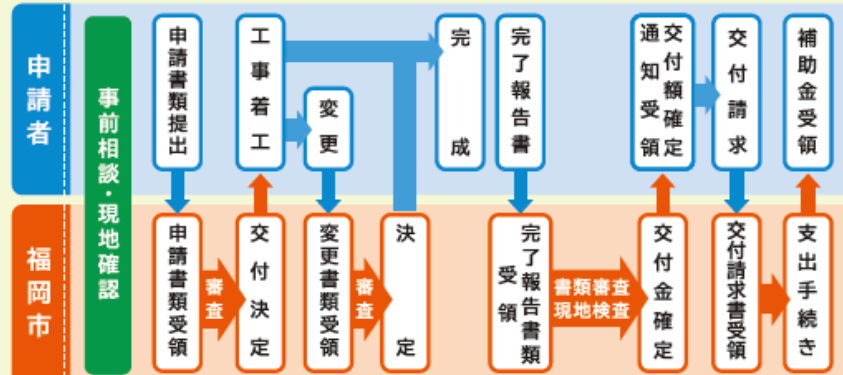 申請者
事前相談・現地確認
申請書類提出
工事着工
変更
完成
完了報告書
交付額確定
通知受領
交付請求
補助金受領
福岡市
申請書類受領
審査
交付決定
変更書類受領
審査
決定
完了報告書類
受領
書類審査
現地検査
交付金確定
交付請求書受領
支出手続き